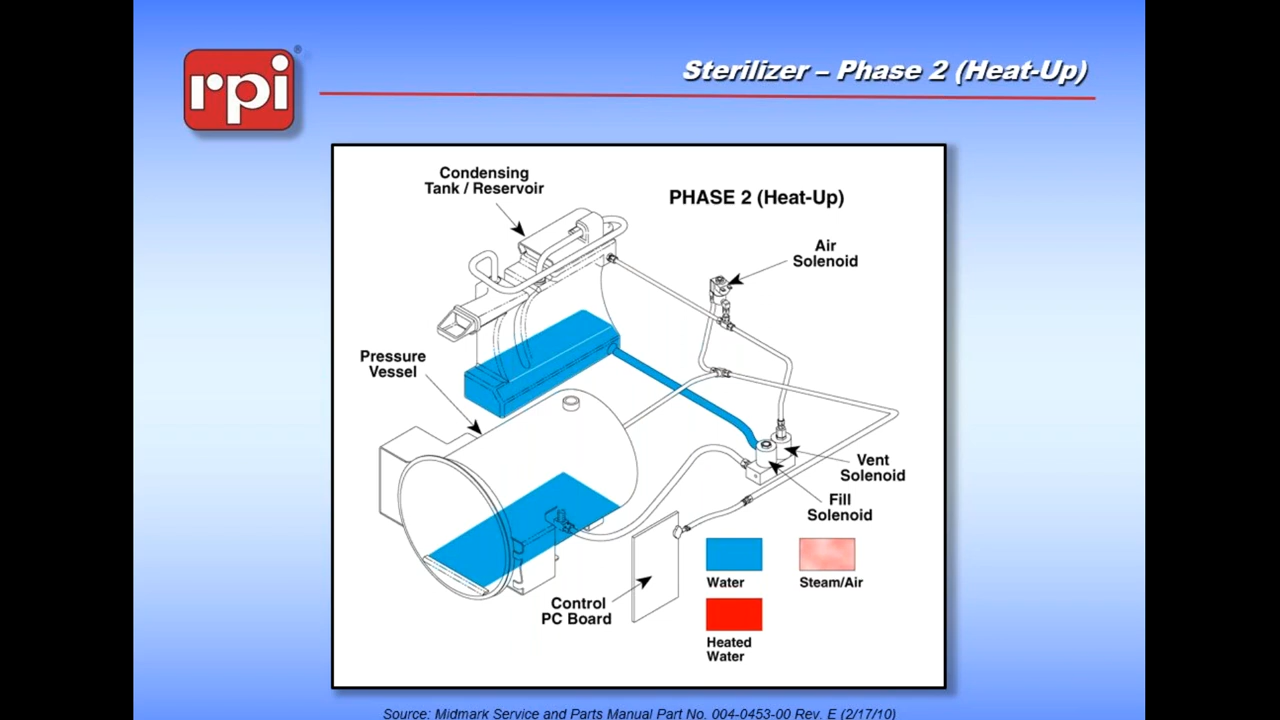 rpi®
Sterilizer – Phase 2 (Heat-Up)
Condensing
Tank / Reservoir
PHASE 2 (Heat-Up)
Air
Solenoid
Pressure
Vessel
Vent
Solenoid
Fill
Solenoid
Water
Steam/Air
Control
PC Board
Heated
Water
Source: Midmark Service and Parts Manual Part No. 004-0453-00 Rev. E (2/17/10)